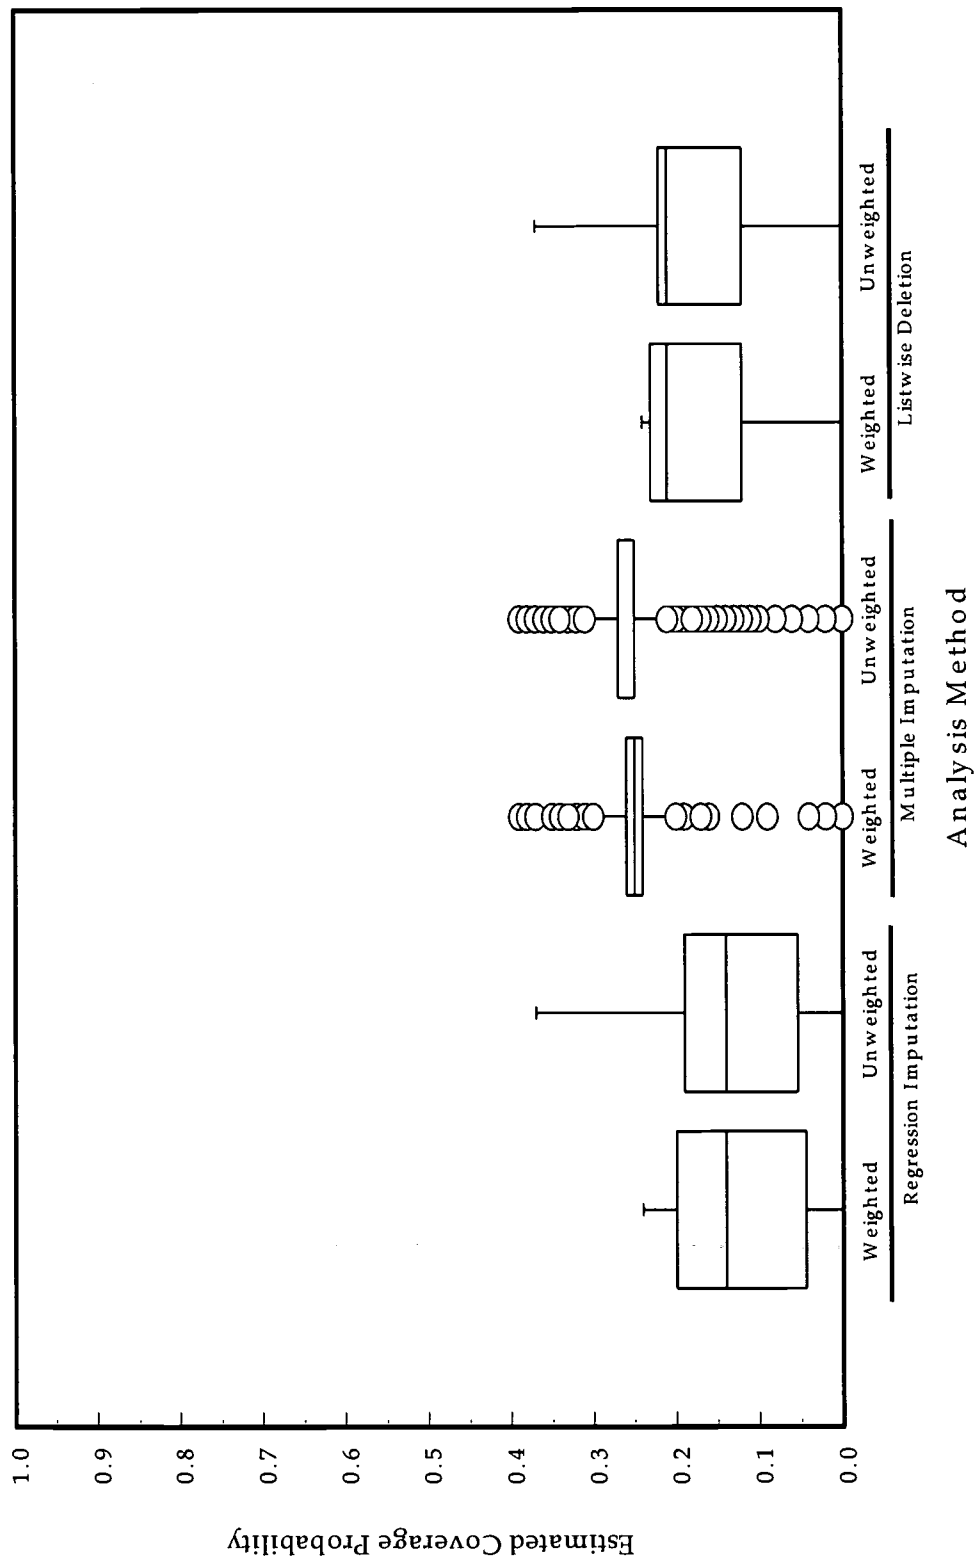 Estimated Coverage Probability
1.0
0.9
0.8
0.7
0.6
0.5
0.4
0.3
0.2
0.1
0.0
Weighted
Unweighted
Weighted
Unweighted
Weighted
Unweighted
Regression Imputation
Multiple Imputation
Listwise Deletion
Analysis Method